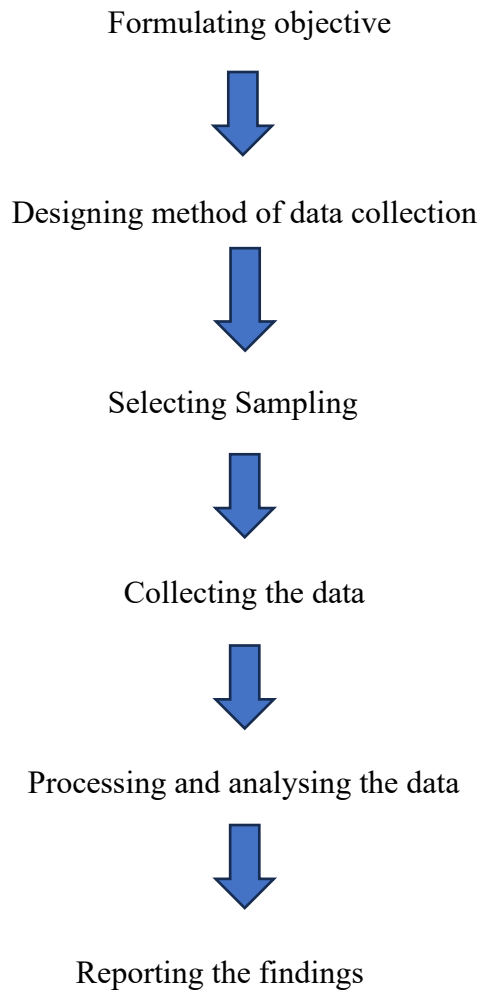 Formulating objective
Designing method of data collection
Selecting Sampling
Collecting the data
Processing and analysing the data
Reporting the findings